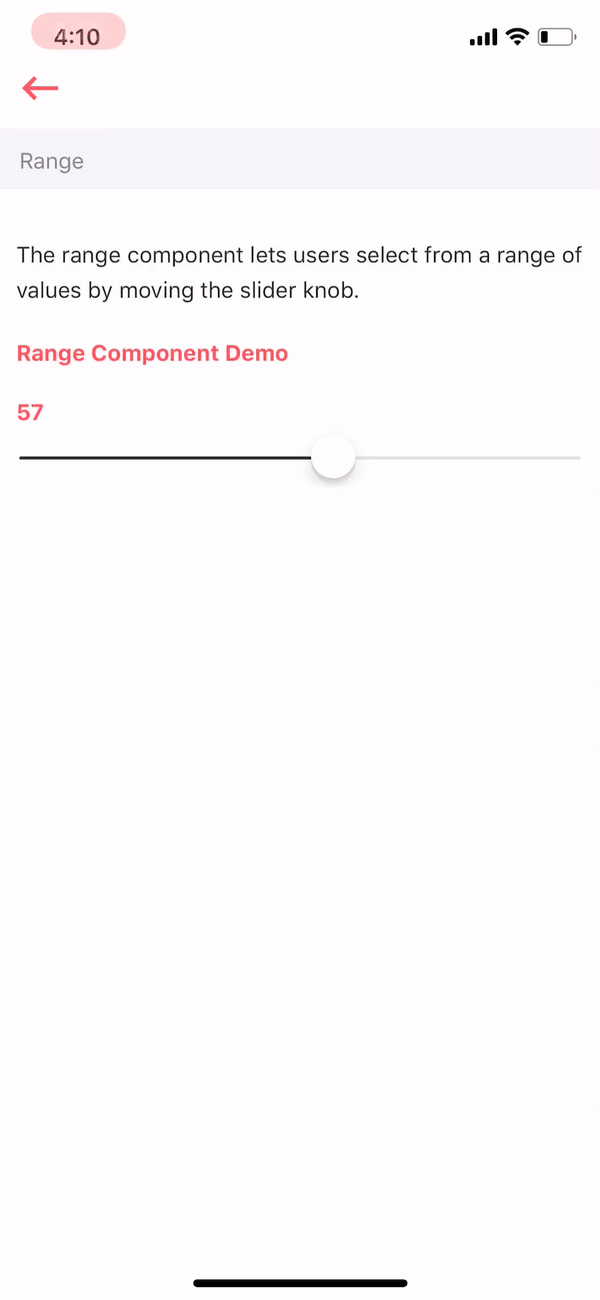 4:10
Range
The range component lets users select from a range of
values by moving the slider knob.
Range Component Demo
57